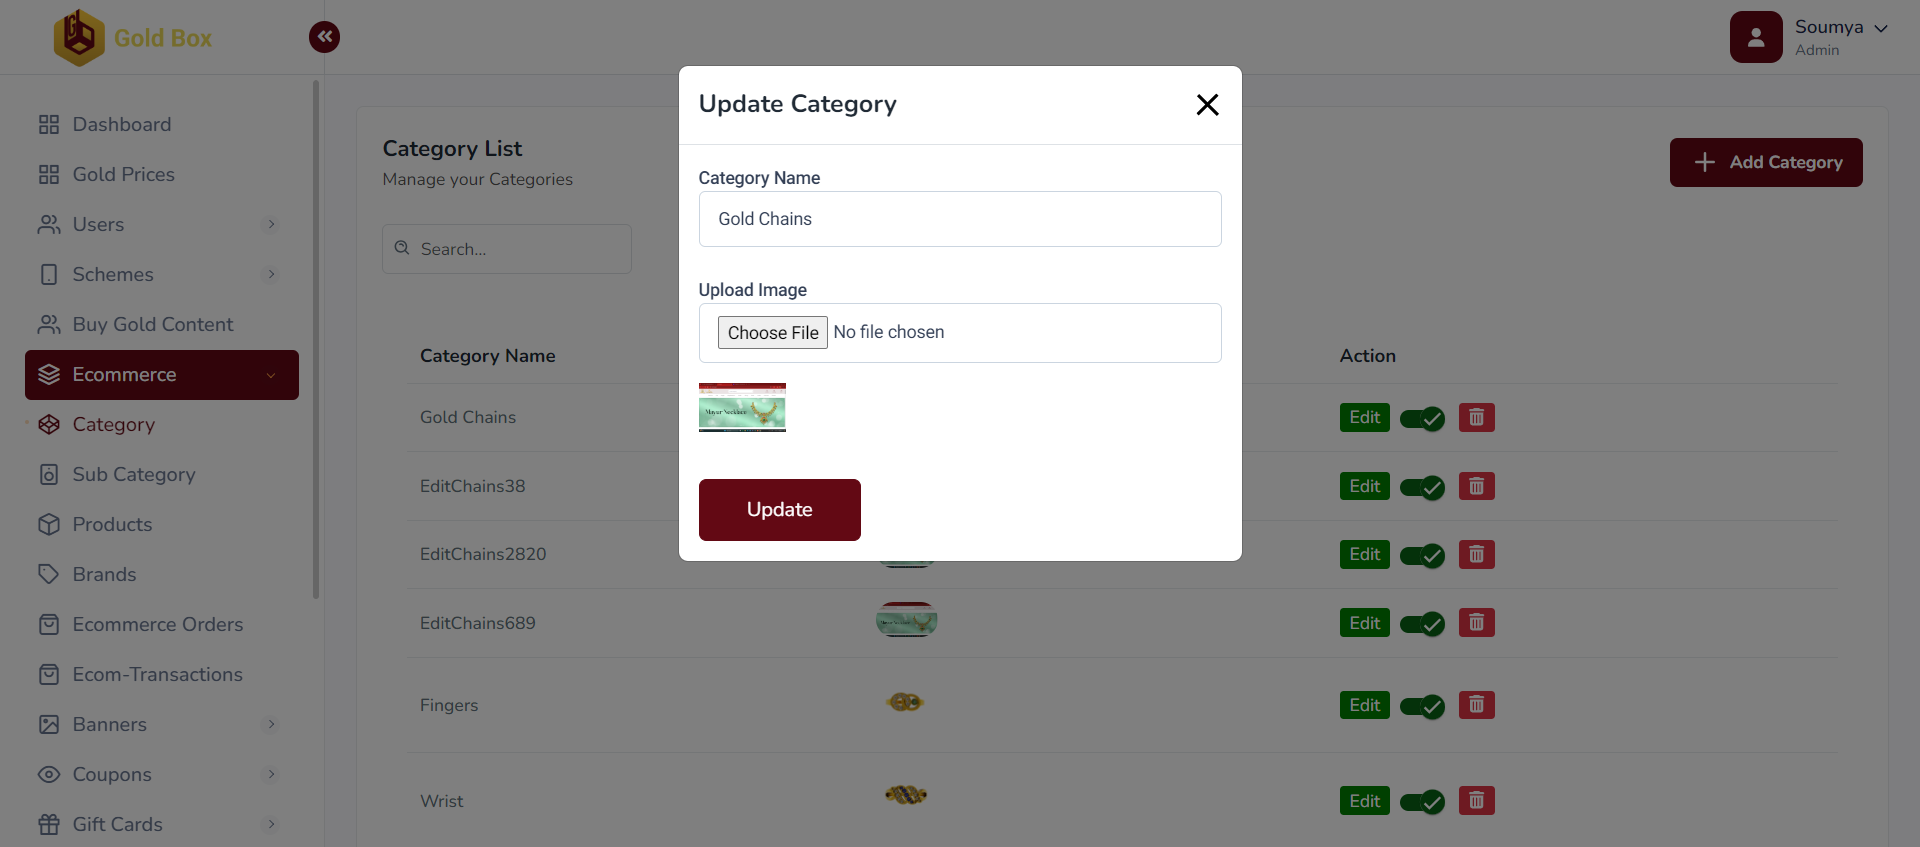 Gold Box
Soumya
Admin
Dashboard
Gold Prices
Users
Schemes
Buy Gold Content
Ecommerce
Category
Sub Category
Products
Brands
Ecommerce Orders
Ecom-Transactions
Banners
Coupons
Gift Cards
Category List
Manage your Categories
Add Category
Search...
Category Name
Action
Gold Chains
Edit
EditChains38
Edit
EditChains2820
Edit
EditChains689
Edit
Fingers
Edit
Wrist
Edit
Update Category
Category Name
Gold Chains
Upload Image
Choose File No file chosen
Mayur Necklace
Update